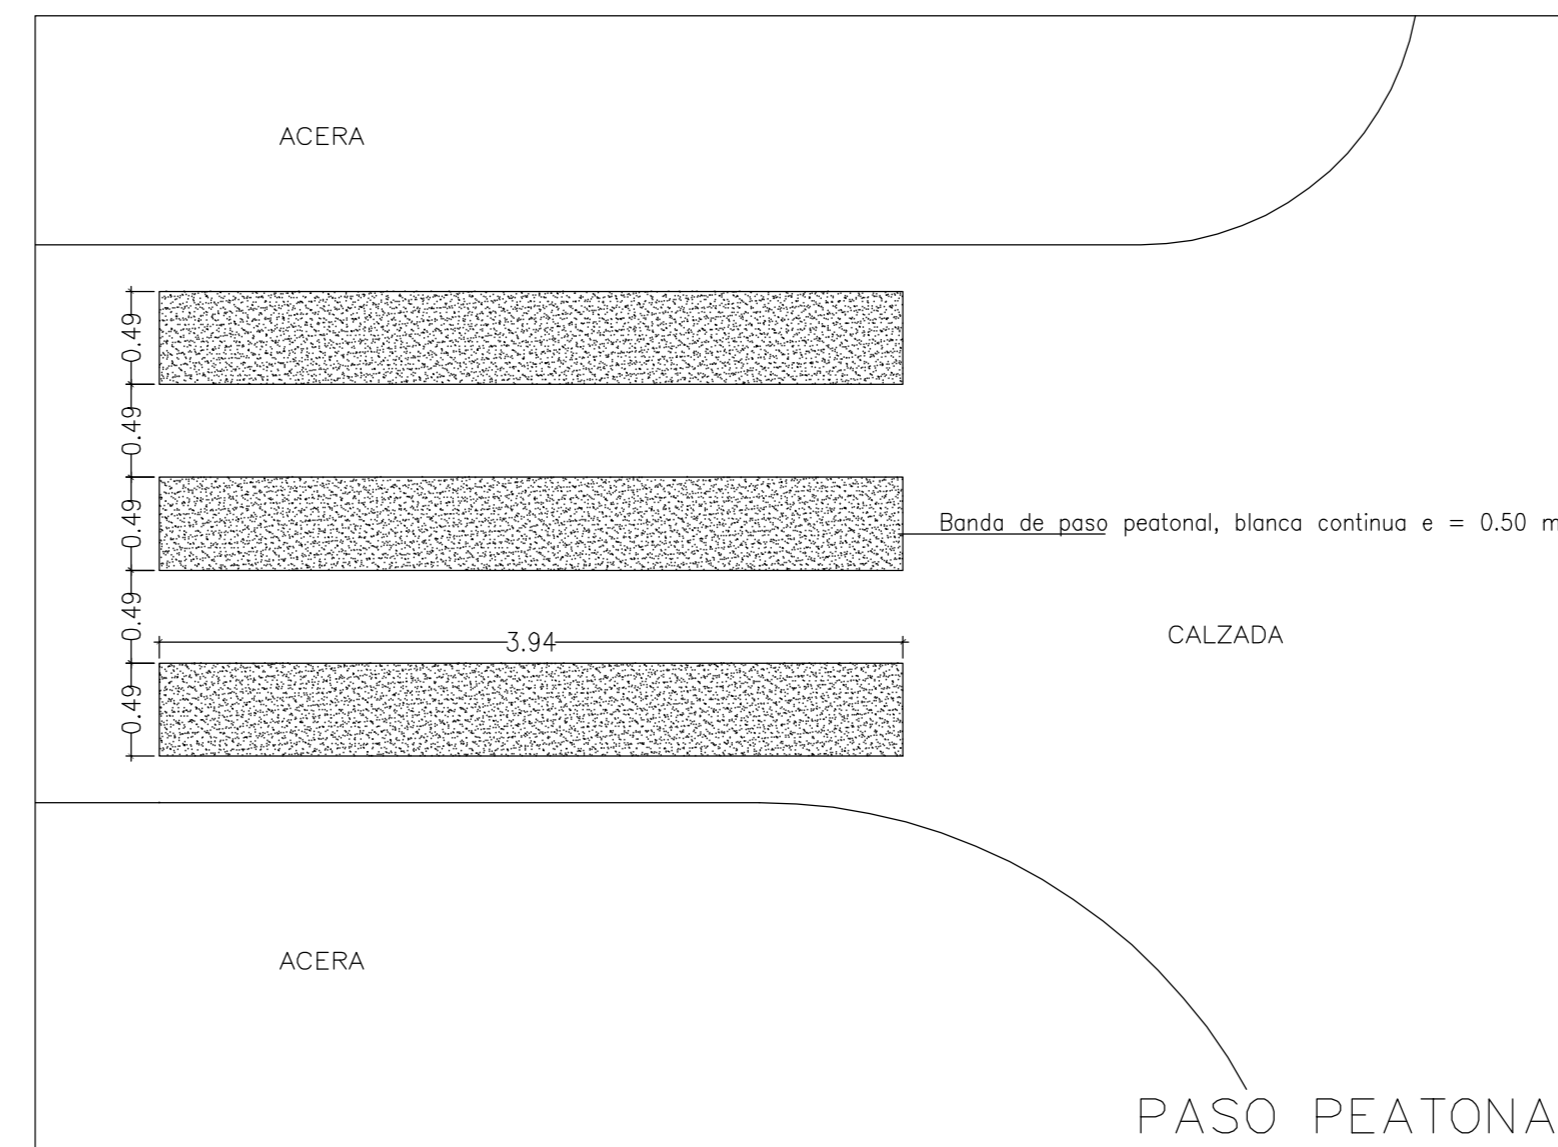 ACERA
0.49
0.49
0.49
Banda de paso peatonal, blanca continua e = 0.50 m
0.49
CALZADA
3.94
0.49
ACERA
PASO PEATONA